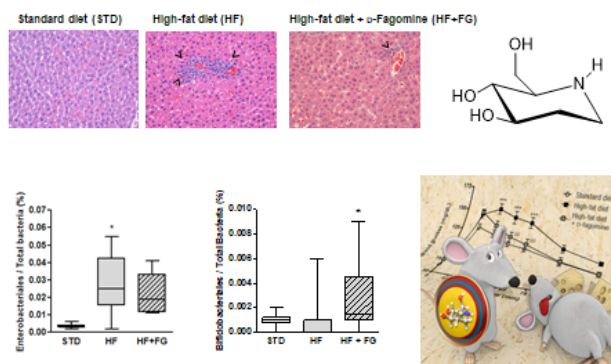 Standard diet (STD)
High-fat diet (HF)
High-fat diet + D-Fagomine (HF+FG)
OH
H
N
HO
HO
Enterobacteriales / Total bacteria (%)
0.07
0.06
0.05
0.04
0.03
0.02
0.01
0.00
*
STD
HF
HF+FG
Bifidobacteriales / Total Bacteria (%)
0.010
0.008
0.006
0.004
0.002
0.000
*
STD
HF
HF + FG
Standard diet
High-fat diet
High-fat diet
+ D-fagomine